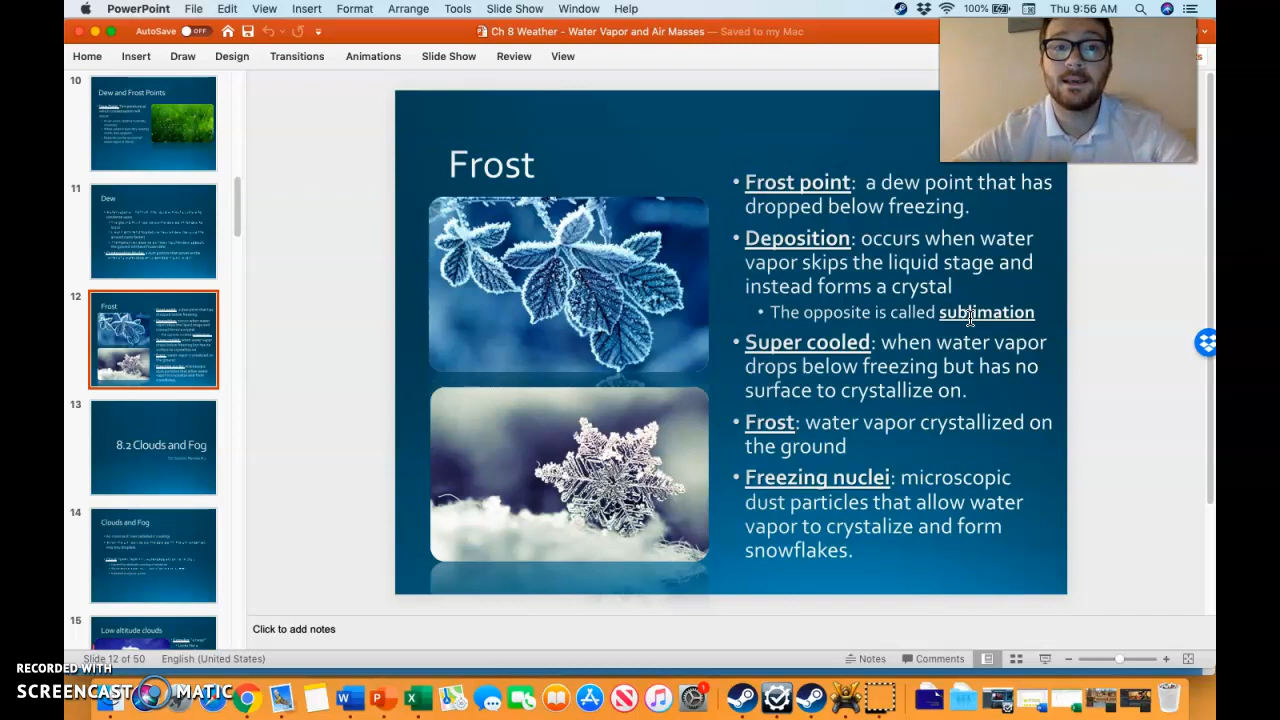 PowerPoint File Edit View Insert Format Arrange Tools Slide Show Window Help 100% Thu 9:56 AM
AutoSave OFF Ch 8 Weather - Water Vapor and Air Masses — Saved to my Mac
Home Insert Draw Design Transitions Animations Slide Show Review View
10
Dew and Frost Points
11
Dew
12
Frost
13
8.2 Clouds and Fog
14
Clouds and Fog
15
Low altitude clouds
Frost
• Frost point: a dew point that has
dropped below freezing.
• Deposition: occurs when water
vapor skips the liquid stage and
instead forms a crystal
• The opposite is called sublimation
• Super cooled: when water vapor
drops below freezing but has no
surface to crystallize on.
• Frost: water vapor crystallized on
the ground
• Freezing nuclei: microscopic
dust particles that allow water
vapor to crystalize and form
snowflakes.
Click to add notes
Slide 12 of 50 English (United States) Notes Comments
RECORDED WITH
SCREENCAST MATIC